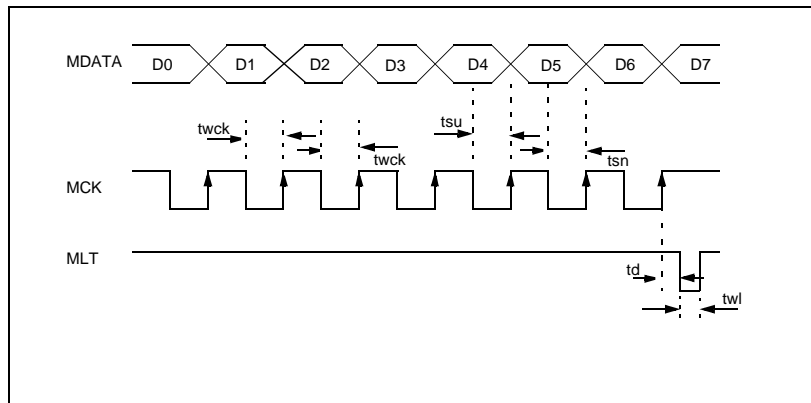 MDATA D0 D1 D2 D3 D4 D5 D6 D7
twck tsu
twck tsn
MCK
MLT
td
twl